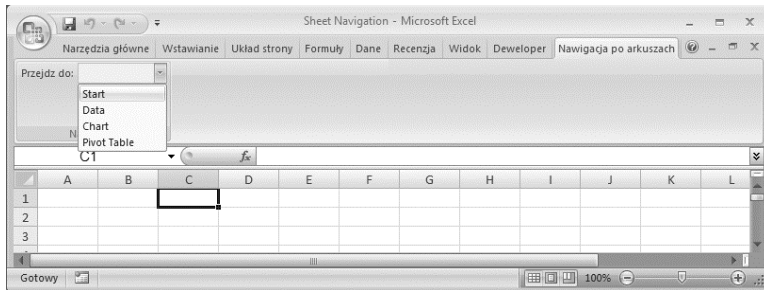 Sheet Navigation - Microsoft Excel
Narzędzia główne Wstawianie Układ strony Formuły Dane Recenzja Widok Deweloper Nawigacja po arkuszach
Przejdź do:
Start
Data
Chart
Pivot Table
N
C1 fx
A B C D E F G H I J K L
1
2
3
Gotowy 100%